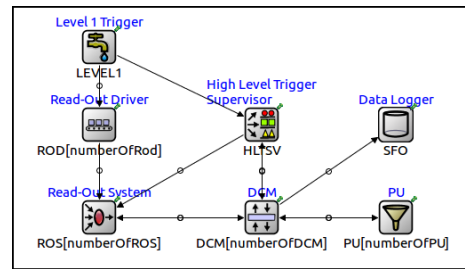 Level 1 Trigger
LEVEL1
Read-Out Driver
ROD[numberOfRod]
High Level Trigger
Supervisor
HLTSV
Data Logger
SFO
Read-Out System
ROS[numberOfROS]
DCM
DCM[numberOfDCM]
PU
PU[numberOfPU]